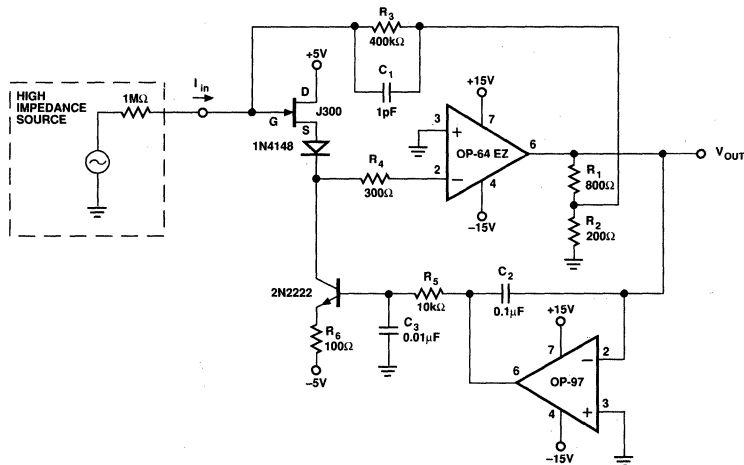 R3
400kΩ
C1
1pF
+5V
D
J300
G
S
1N4148
HIGH
IMPEDANCE
SOURCE
1MΩ
Iin
+15V
3
+
7
OP-64 EZ
6
2
−
4
−15V
R4
300Ω
VOUT
R1
800Ω
R2
200Ω
2N2222
R5
10kΩ
C2
0.1μF
C3
0.01μF
R6
100Ω
−5V
+15V
7
6
OP-97
−
2
+
3
4
−15V